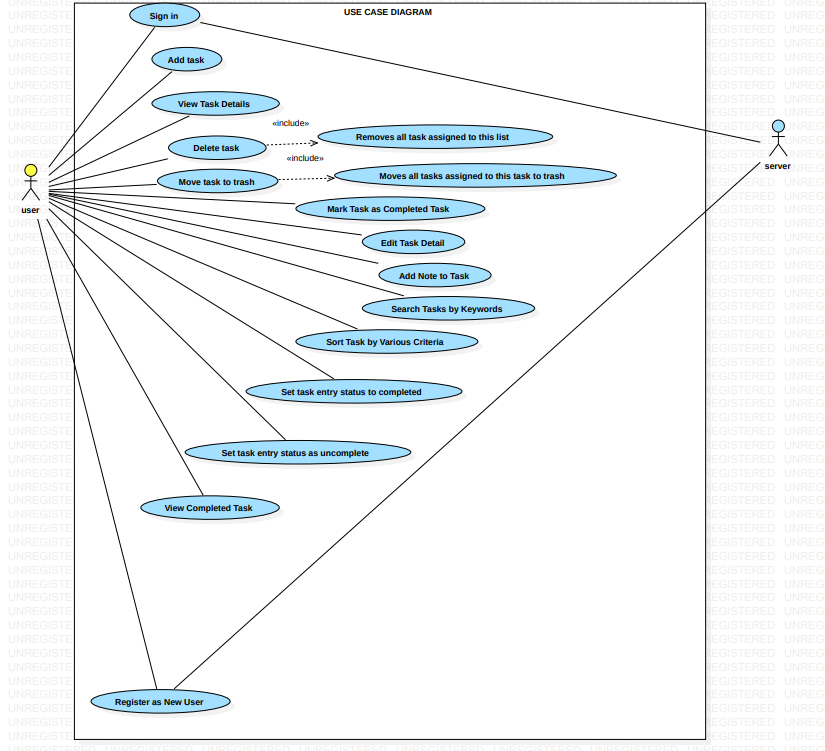 USE CASE DIAGRAM
Sign in
Add task
View Task Details
«include»
Delete task
Removes all task assigned to this list
«include»
Move task to trash
Moves all tasks assigned to this task to trash
user
server
Mark Task as Completed Task
Edit Task Detail
Add Note to Task
Search Tasks by Keywords
Sort Task by Various Criteria
Set task entry status to completed
Set task entry status as uncomplete
View Completed Task
Register as New User
UNREGISTERED